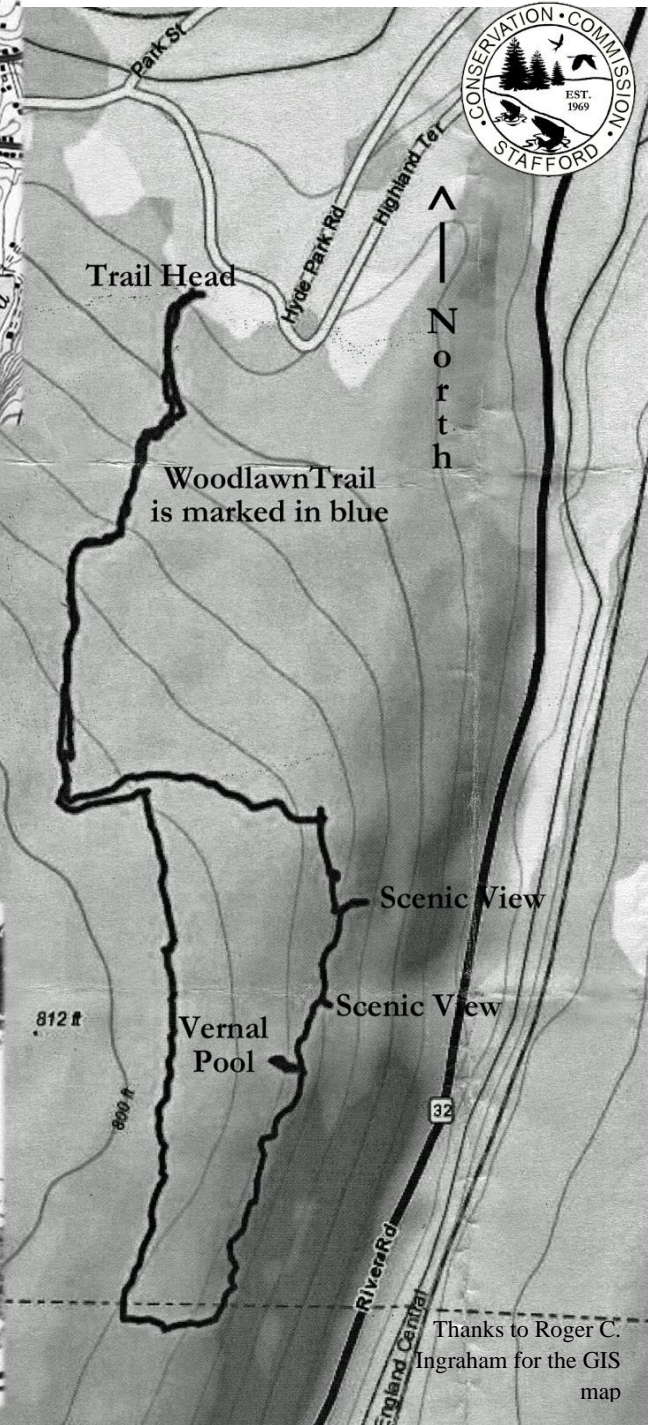 CONSERVATION • COMMISSION • STAFFORD •
EST.
1969
Park St
Hyde Park Rd
Highland Ter
Trail Head
North
WoodlawnTrail
is marked in blue
Scenic View
Scenic View
812 ft
Vernal
Pool
800 ft
32
River Rd
England Central
Thanks to Roger C.
Ingraham for the GIS
map